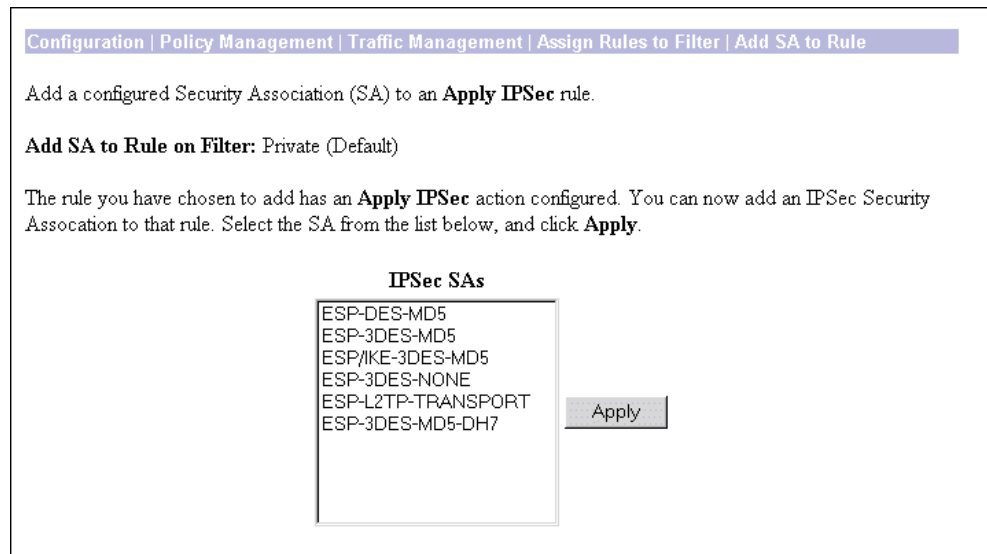 Configuration | Policy Management | Traffic Management | Assign Rules to Filter | Add SA to Rule
Add a configured Security Association (SA) to an Apply IPSec rule.
Add SA to Rule on Filter: Private (Default)
The rule you have chosen to add has an Apply IPSec action configured. You can now add an IPSec Security
Assocation to that rule. Select the SA from the list below, and click Apply.
IPSec SAs
ESP-DES-MD5
ESP-3DES-MD5
ESP/IKE-3DES-MD5
ESP-3DES-NONE
ESP-L2TP-TRANSPORT
ESP-3DES-MD5-DH7
Apply